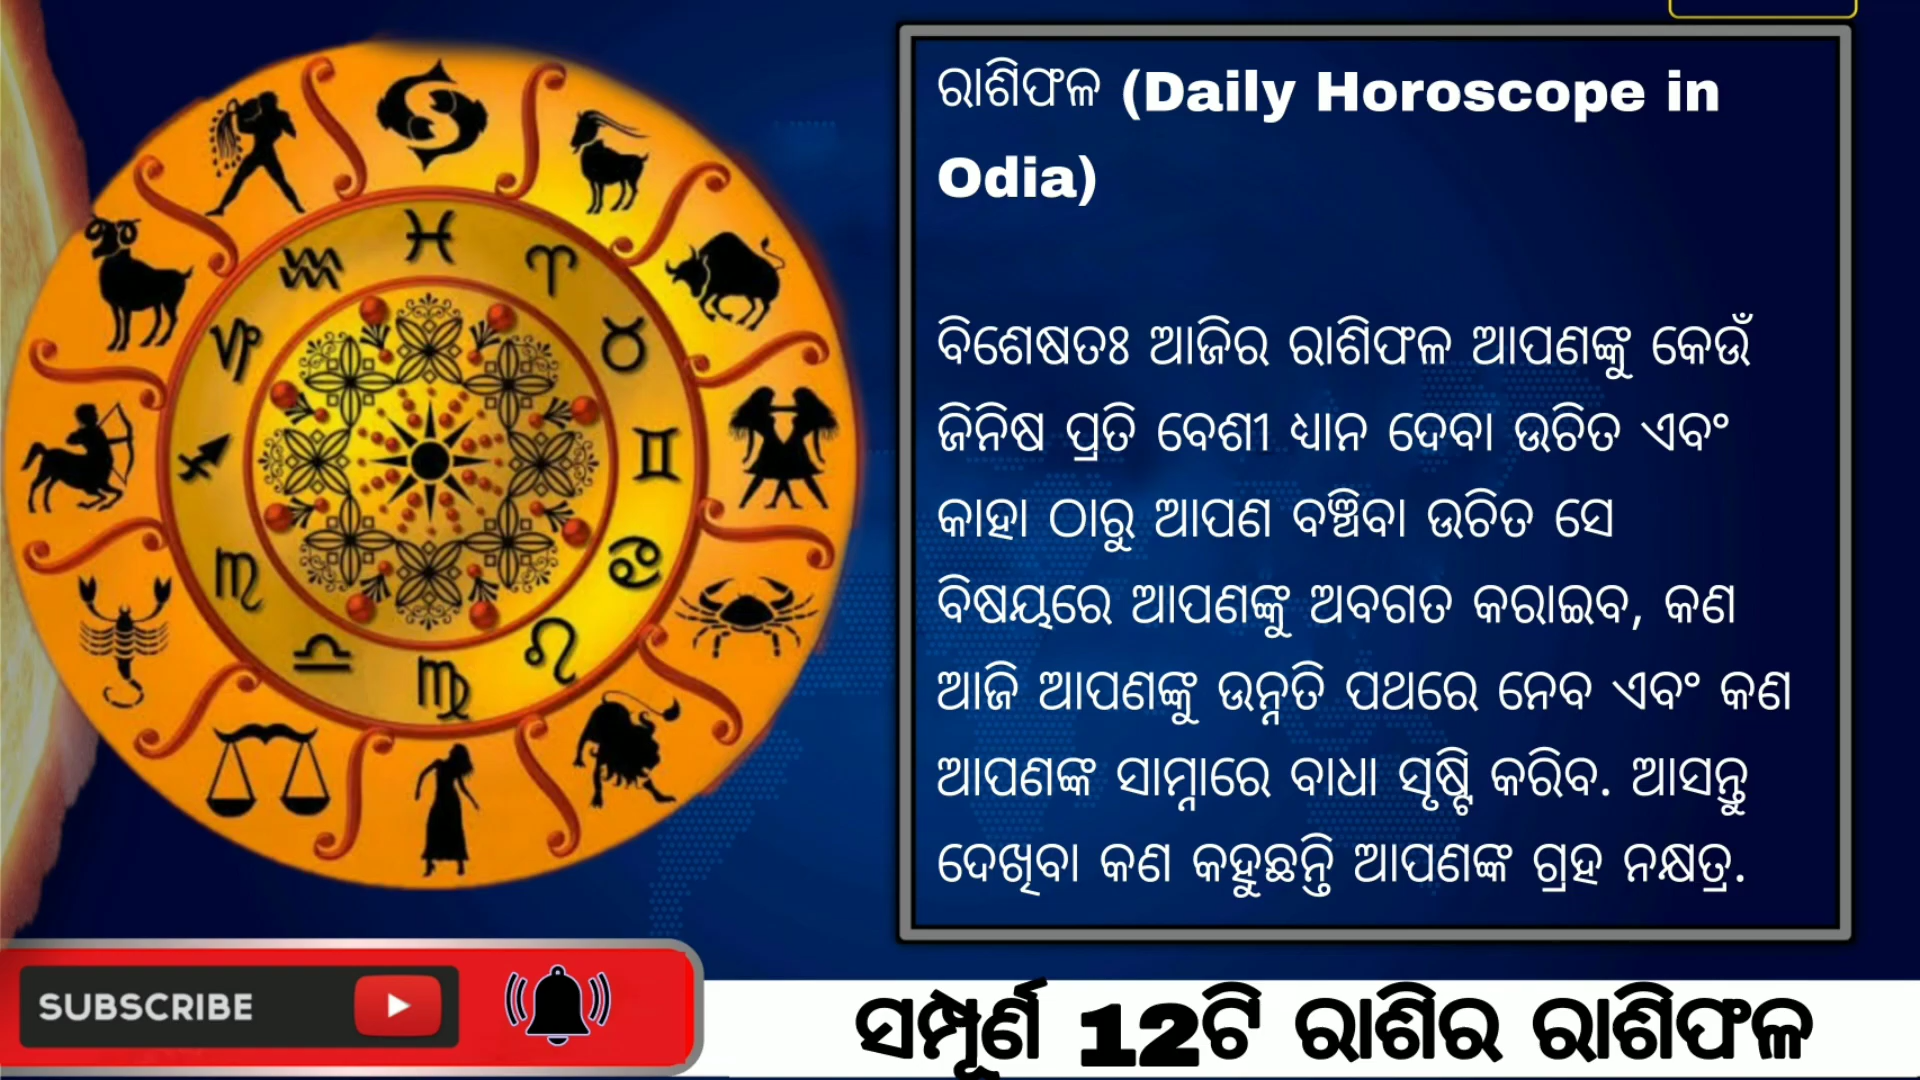 ରାଶିଫଳ (Daily Horoscope in
Odia)
ବିଶେଷତଃ ଆଜିର ରାଶିଫଳ ଆପଣଙ୍କୁ କେଉଁ
ଜିନିଷ ପ୍ରତି ବେଶୀ ଧ୍ୟାନ ଦେବା ଉଚିତ ଏବଂ
କାହା ଠାରୁ ଆପଣ ବଞ୍ଚିବା ଉଚିତ ସେ
ବିଷୟରେ ଆପଣଙ୍କୁ ଅବଗତ କରାଇବ, କଣ
ଆଜି ଆପଣଙ୍କୁ ଉନ୍ନତି ପଥରେ ନେବ ଏବଂ କଣ
ଆପଣଙ୍କ ସାମ୍ନାରେ ବାଧା ସୃଷ୍ଟି କରିବ. ଆସନ୍ତୁ
ଦେଖିବା କଣ କହୁଛନ୍ତି ଆପଣଙ୍କ ଗ୍ରହ ନକ୍ଷତ୍ର.
SUBSCRIBE
ସମ୍ପୂର୍ଣ 12ଟି ରାଶିର ରାଶିଫଳ